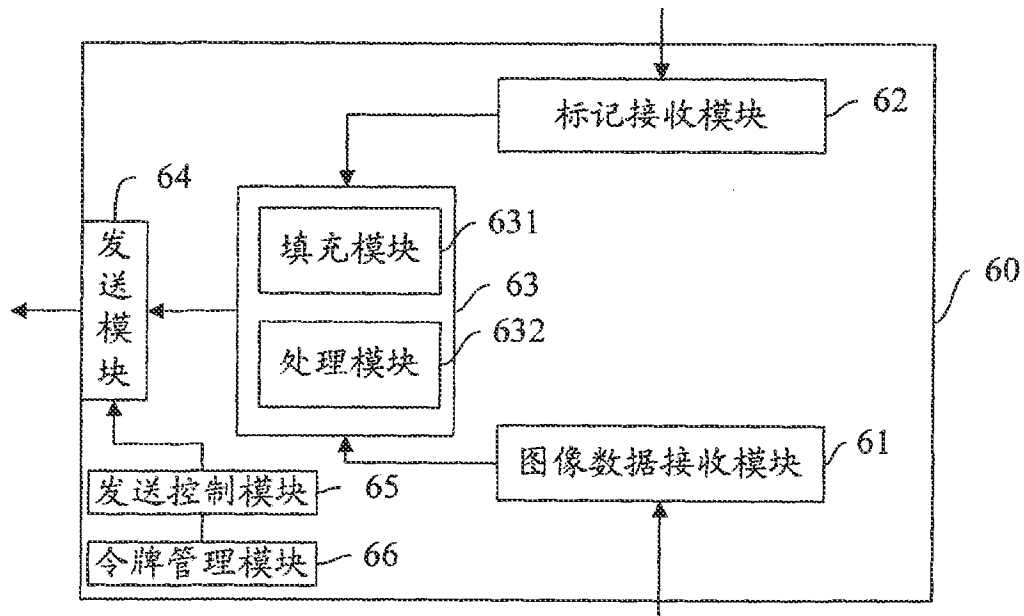 标记接收模块
62
64
发送模块
填充模块
631
63
60
处理模块
632
图像数据接收模块
61
发送控制模块
65
令牌管理模块
66